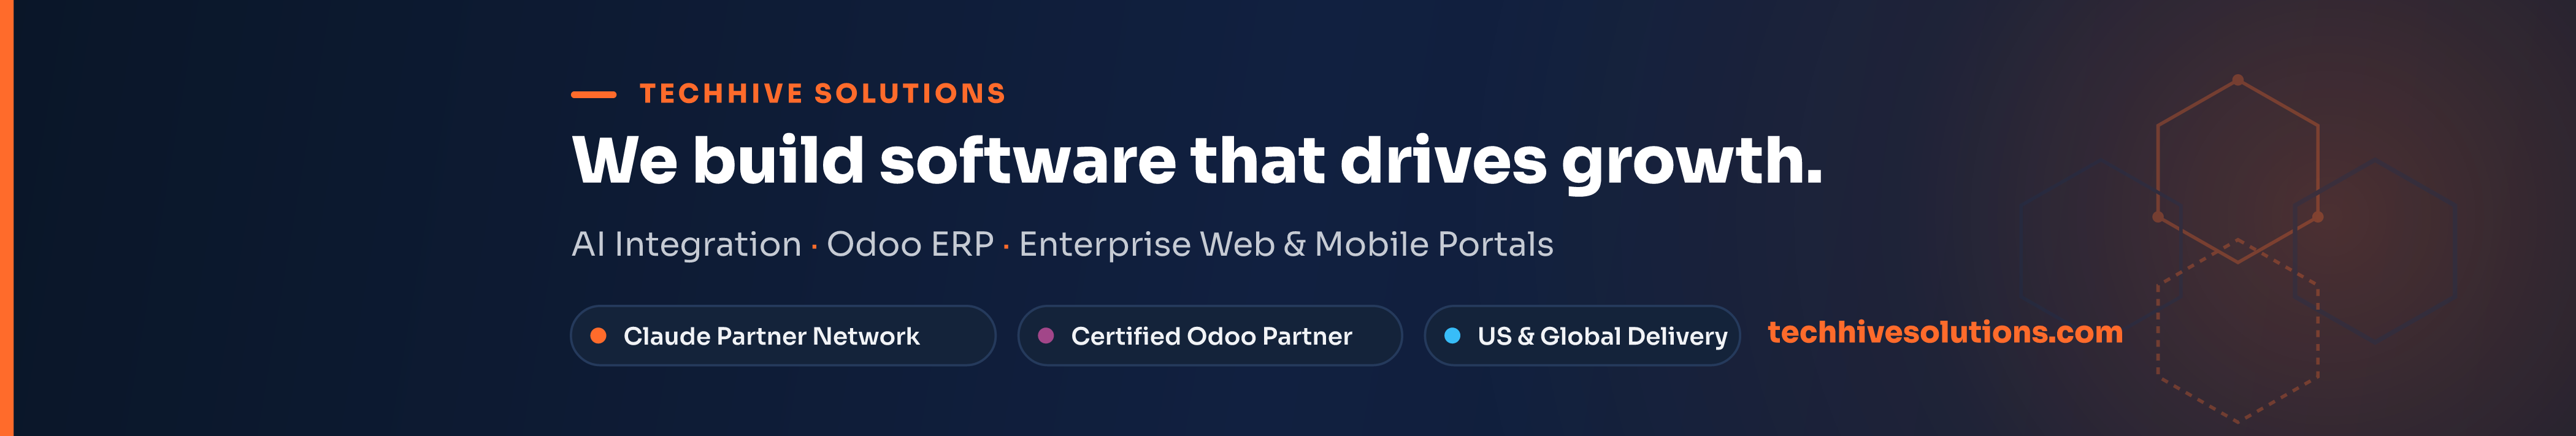 TECHHIVE SOLUTIONS
We build software that drives growth.
AI Integration · Odoo ERP · Enterprise Web & Mobile Portals
Claude Partner Network
Certified Odoo Partner
US & Global Delivery
techhivesolutions.com